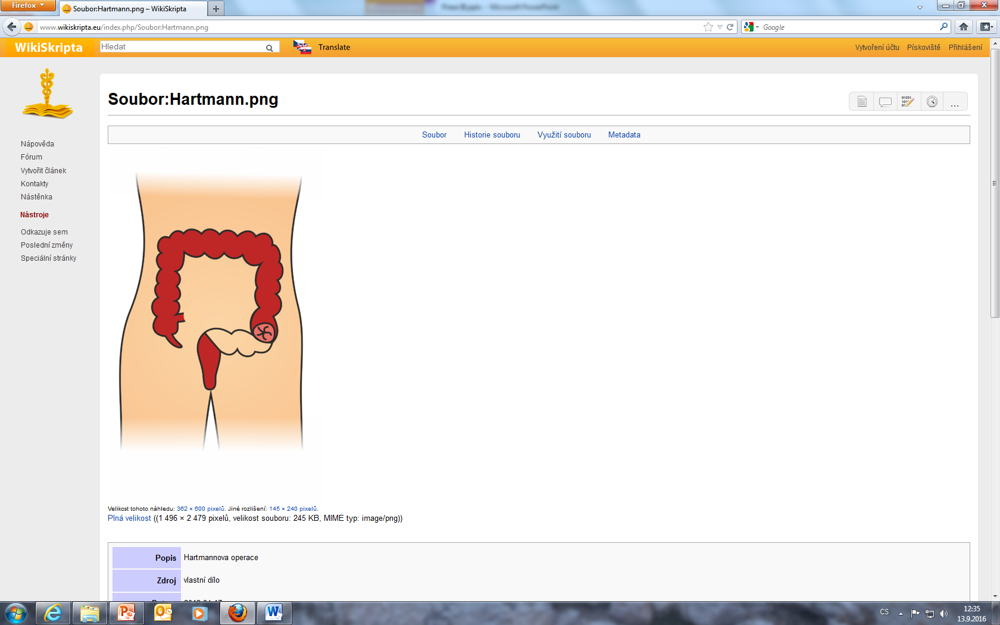 Firefox
Soubor:Hartmann.png – WikiSkripta
www.wikiskripta.eu/index.php/Soubor:Hartmann.png
Google
WikiSkripta
Hledat
Translate
Vytvoření účtu
Pískoviště
Přihlášení
Nápověda
Fórum
Vytvořit článek
Kontakty
Nástěnka
Nástroje
Odkazuje sem
Poslední změny
Speciální stránky
Soubor:Hartmann.png
Soubor
Historie souboru
Využití souboru
Metadata
Velikost tohoto náhledu: 362 × 600 pixelů. Jiné rozlišení: 145 × 240 pixelů.
Plná velikost ((1 496 × 2 479 pixelů, velikost souboru: 245 KB, MIME typ: image/png))
Popis Hartmannova operace
Zdroj vlastní dílo
CS
12:35
13.9.2016